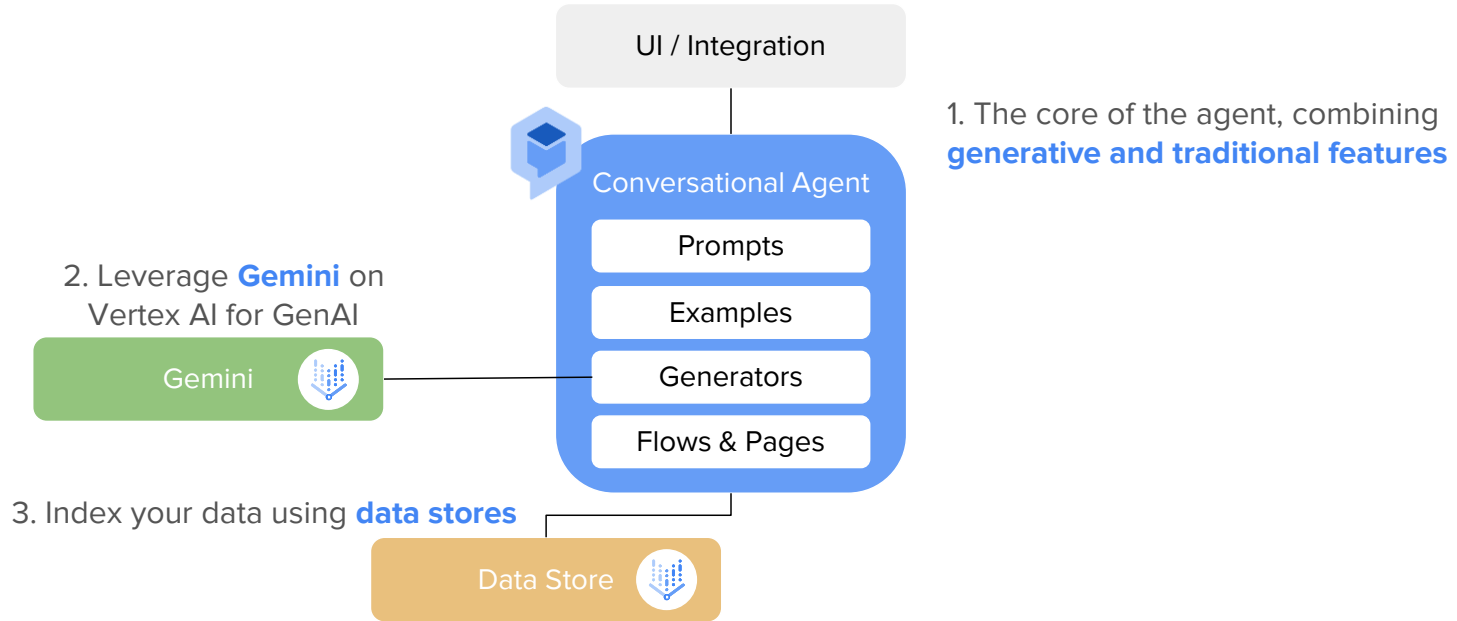 UI / Integration
1. The core of the agent, combining
generative and traditional features
Conversational Agent
Prompts
Examples
Generators
Flows & Pages
2. Leverage Gemini on
Vertex AI for GenAI
Gemini
3. Index your data using data stores
Data Store